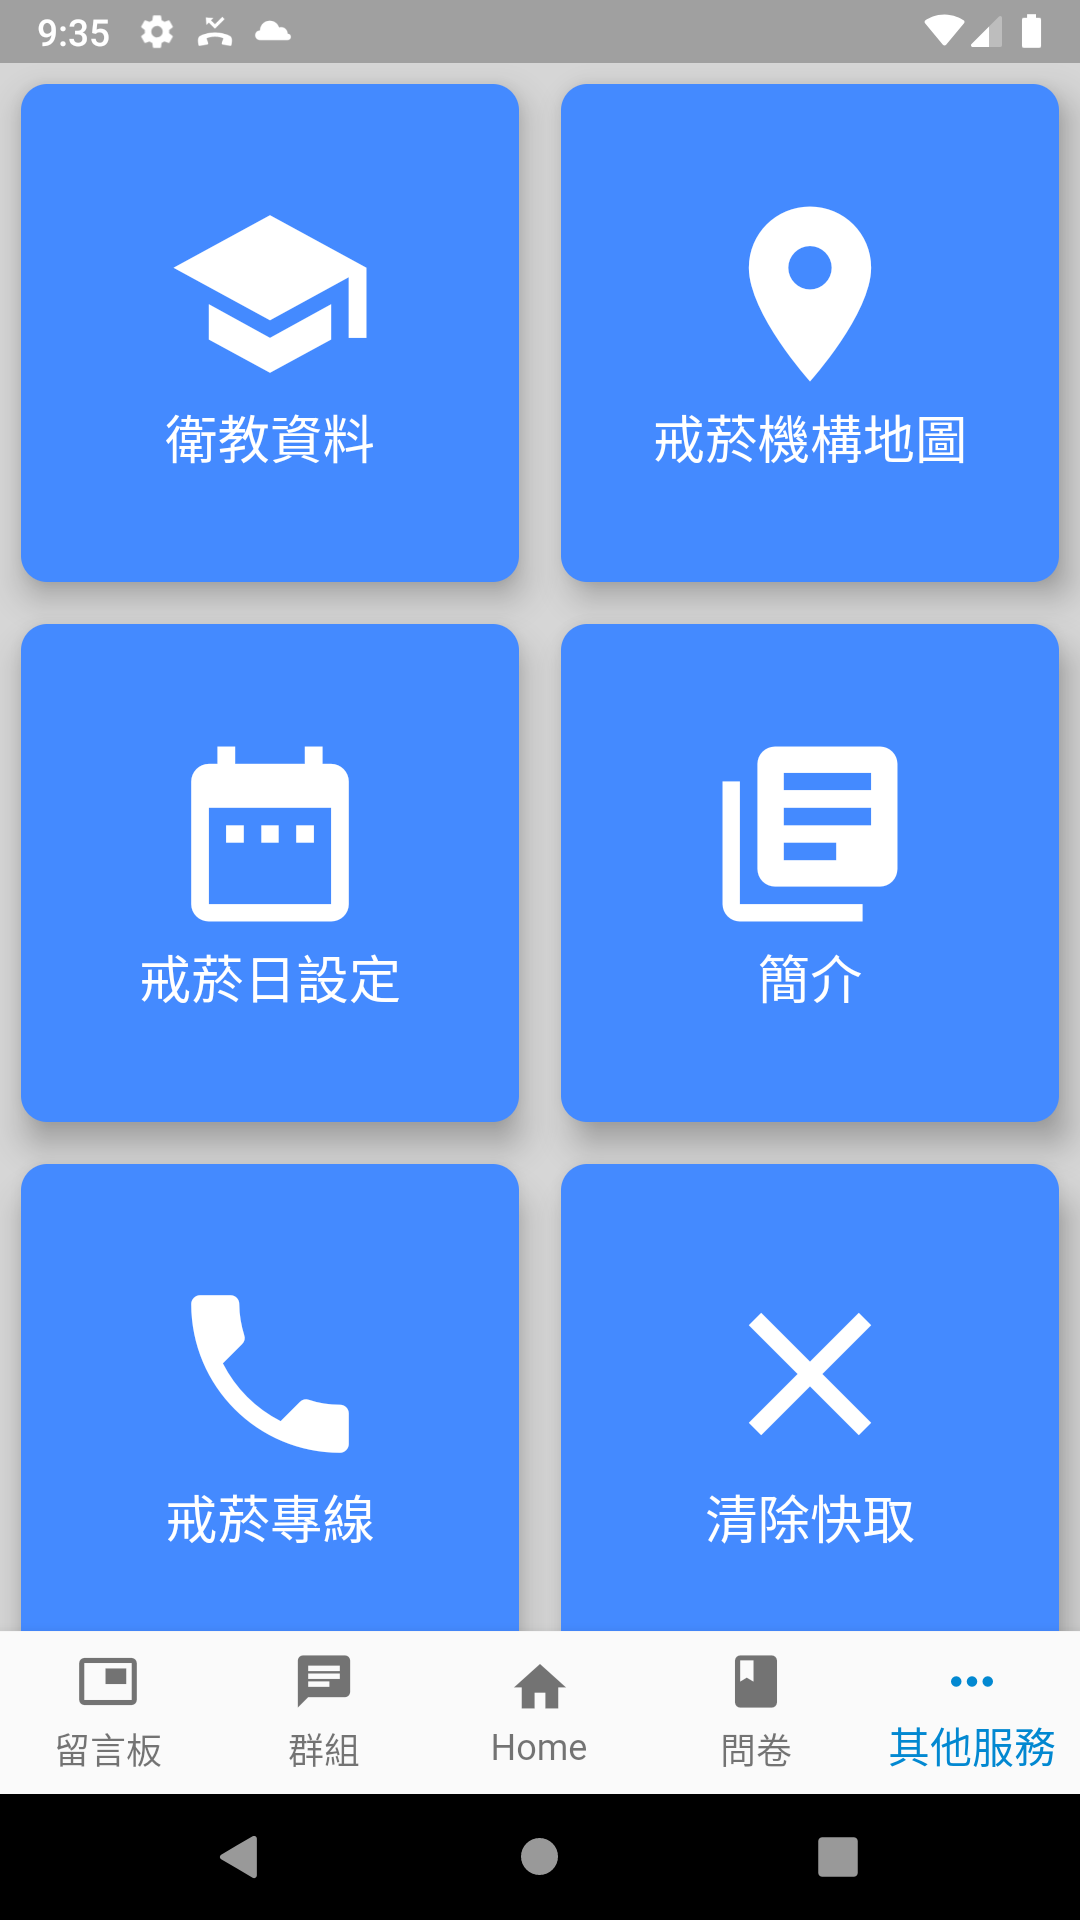 9:35
衛教資料
戒菸機構地圖
戒菸日設定
簡介
戒菸專線
清除快取
留言板
群組
Home
問卷
其他服務